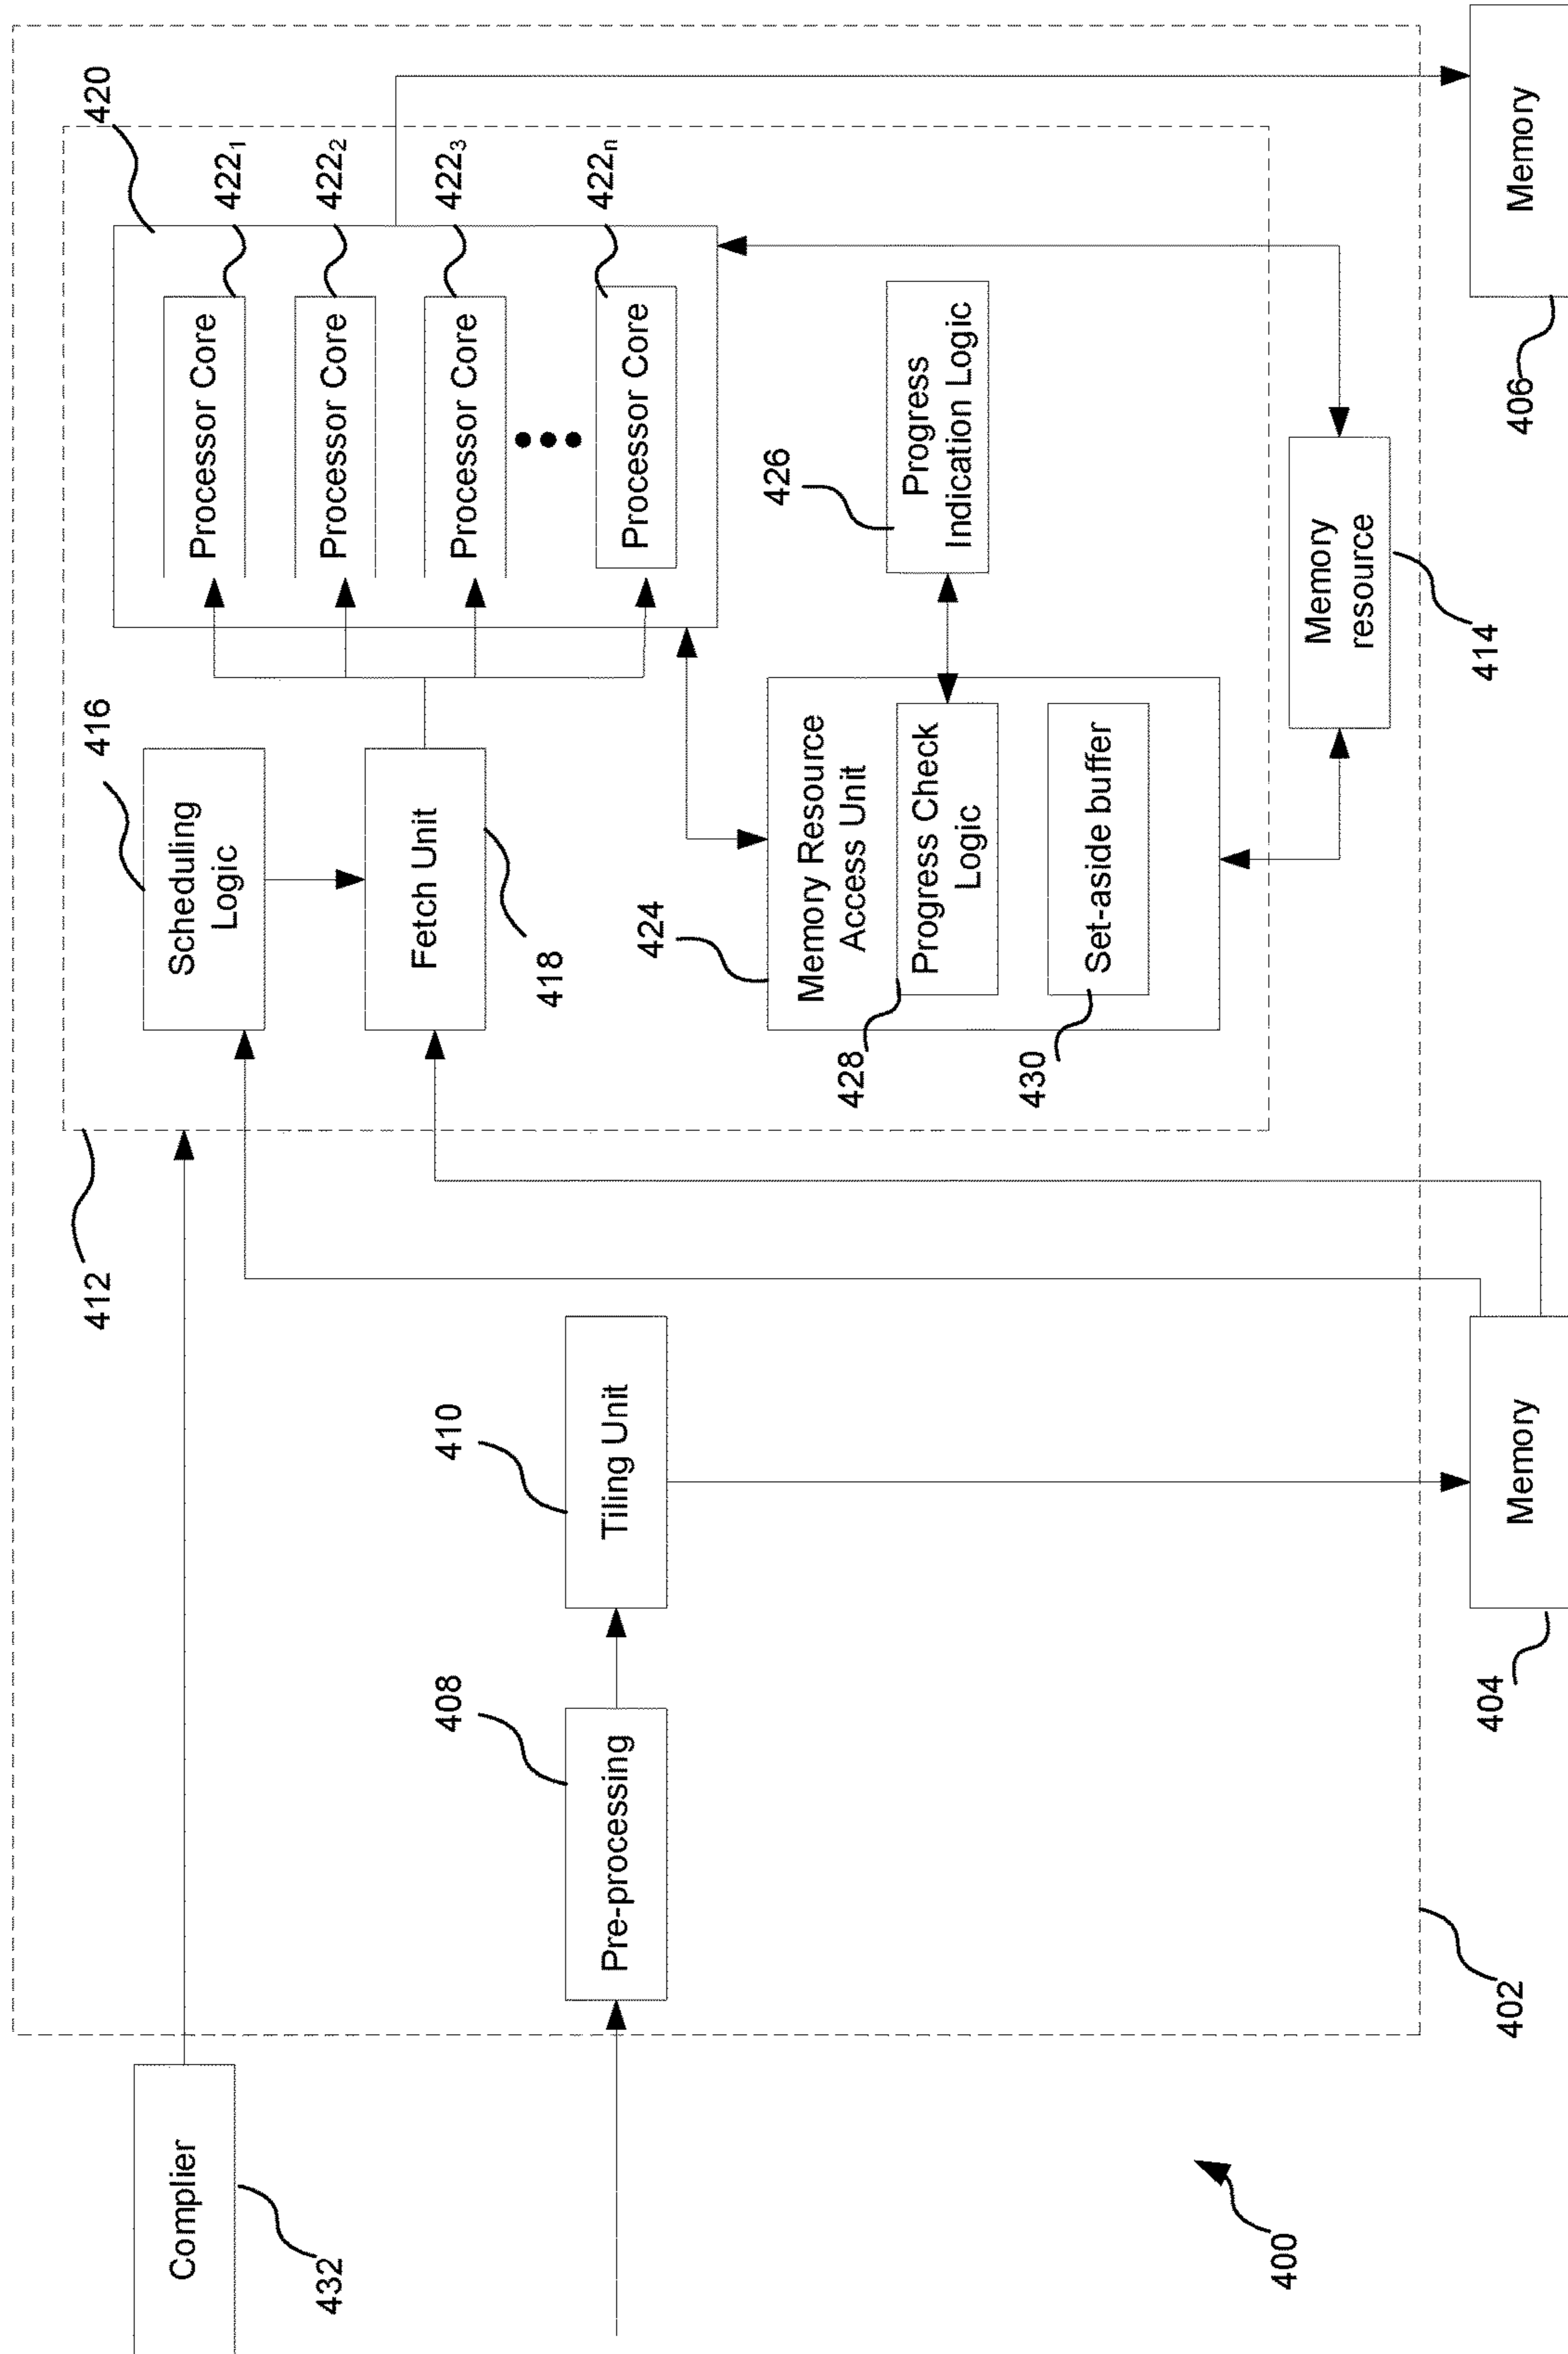 Complier
432
412
416
Scheduling
Logic
Fetch Unit
418
420
Processor Core
422₁
Processor Core
422₂
Processor Core
422₃
Processor Core
422ₙ
408
Pre-processing
410
Tiling Unit
424
Memory Resource
Access Unit
Progress Check
Logic
428
Set-aside buffer
430
426
Progress
Indication Logic
Memory
resource
414
400
402
404
Memory
406
Memory